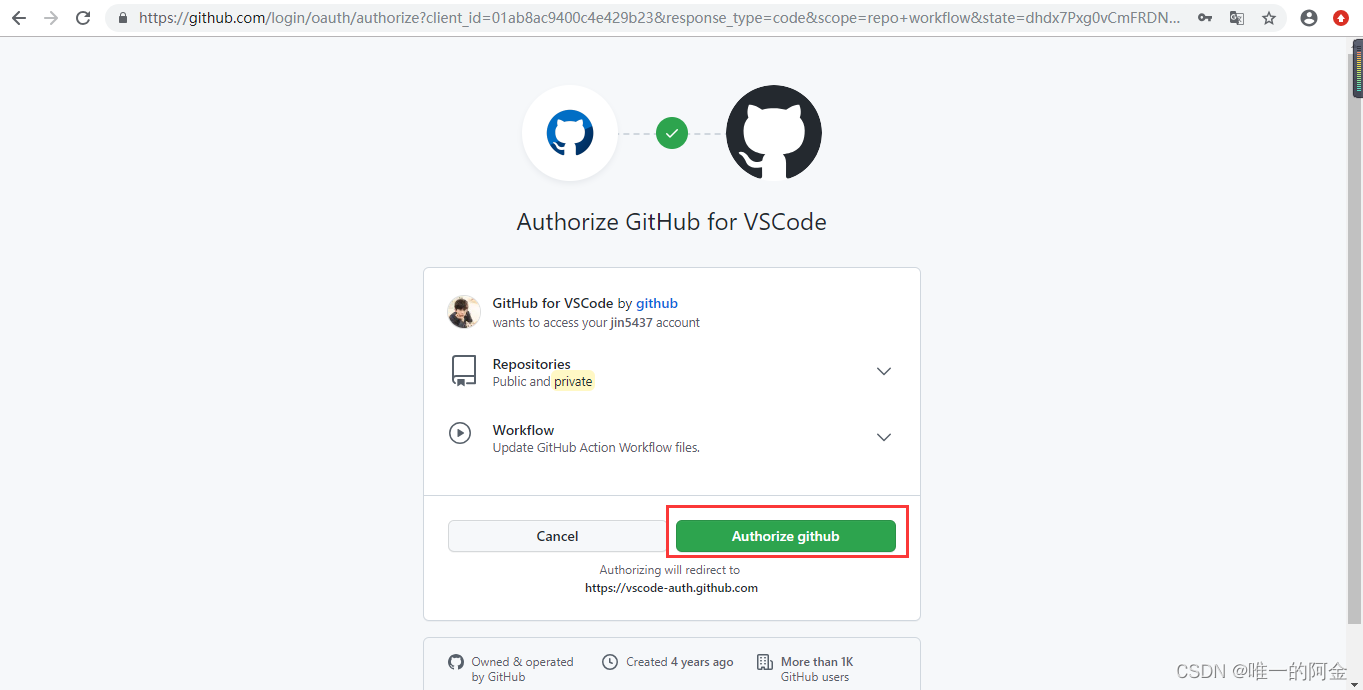 https://github.com/login/oauth/authorize?client_id=01ab8ac9400c4e429b23&response_type=code&scope=repo+workflow&state=dhdx7Pxg0vCmFRDN...
Authorize GitHub for VSCode
GitHub for VSCode by github
wants to access your jin5437 account
Repositories
Public and private
Workflow
Update GitHub Action Workflow files.
Cancel
Authorize github
Authorizing will redirect to
https://vscode-auth.github.com
Owned & operated
by GitHub
Created 4 years ago
More than 1K
GitHub users
CSDN @唯一的阿金